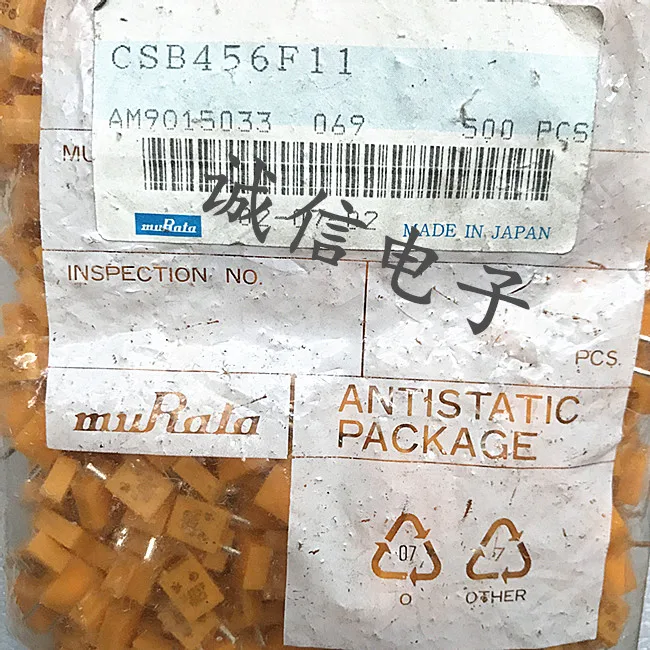 CSB456F11
AM9015033 069 500 PCS
muRata
MADE IN JAPAN
诚信电子
INSPECTION NO.
PCS
muRata
ANTISTATIC
PACKAGE
07
7
O
OTHER